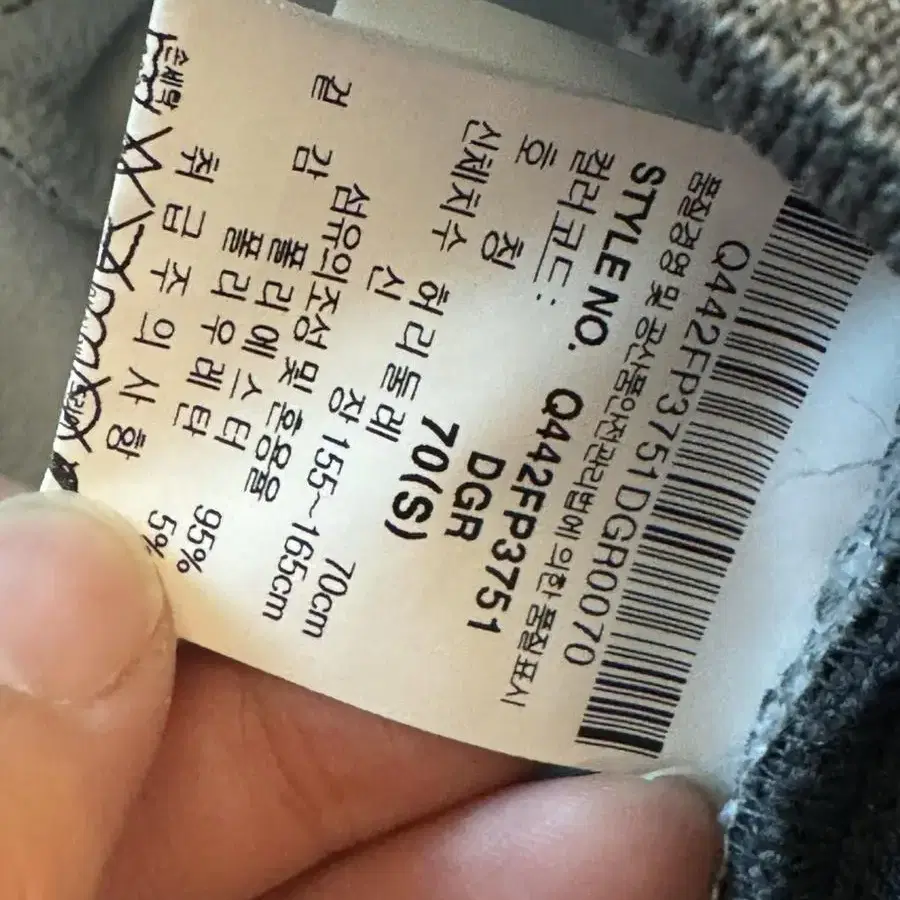 Q442FP3751DGR0070
품질경영 및 공산품안전관리법에 의한 품질표시
STYLE NO. Q442FP3751
컬러코드: DGR
호 칭 70(S)
신체치수 허리둘레 70cm
신 장 155~165cm
섬유의조성 및 혼용율
겉 감 폴리에스터 95%
폴리우레탄 5%
취 급 주 의 사 항
손세탁